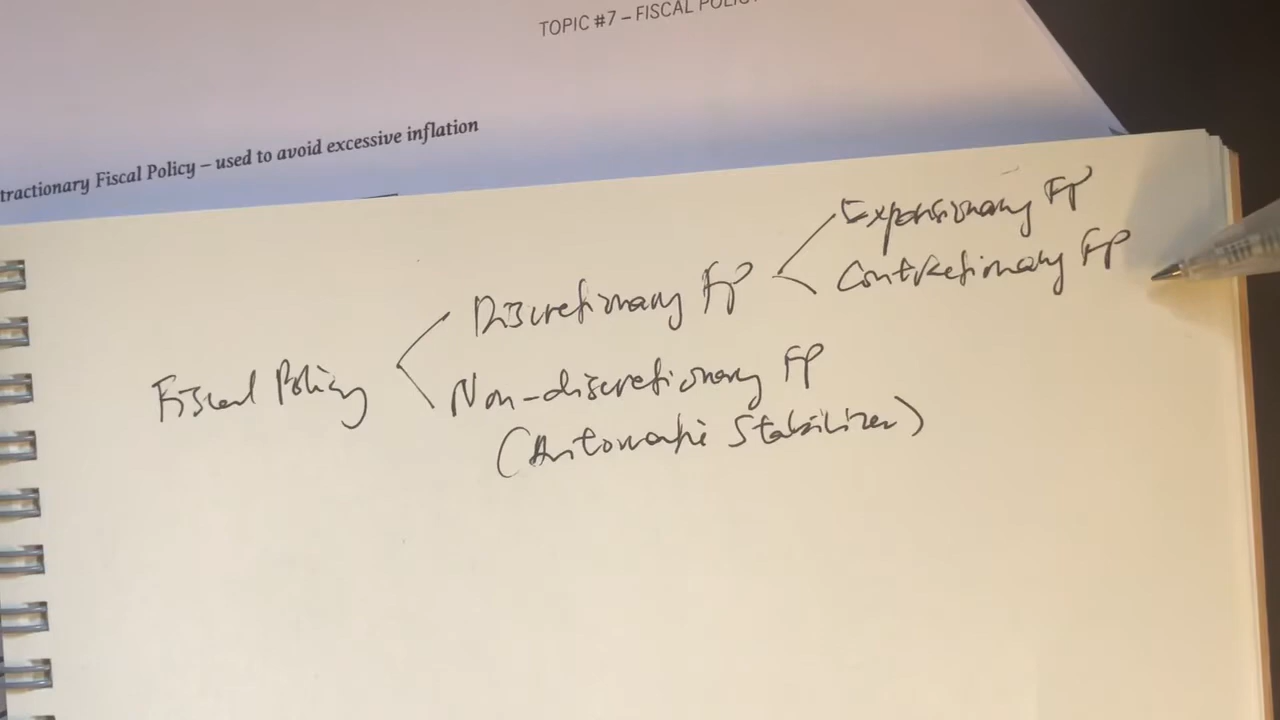 TOPIC #7 – FISCAL POLICY
tractionary Fiscal Policy – used to avoid excessive inflation
Expansionary FP
Contractionary FP
Discretionary FP
Fiscal Policy
Non-discretionary FP
(Automatic Stabilizer)